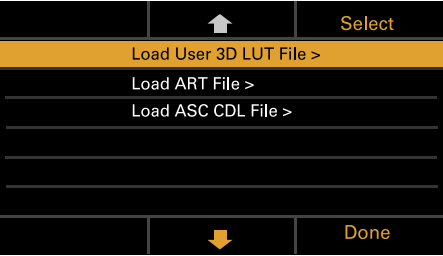 Select
Load User 3D LUT File >
Load ART File >
Load ASC CDL File >
Done